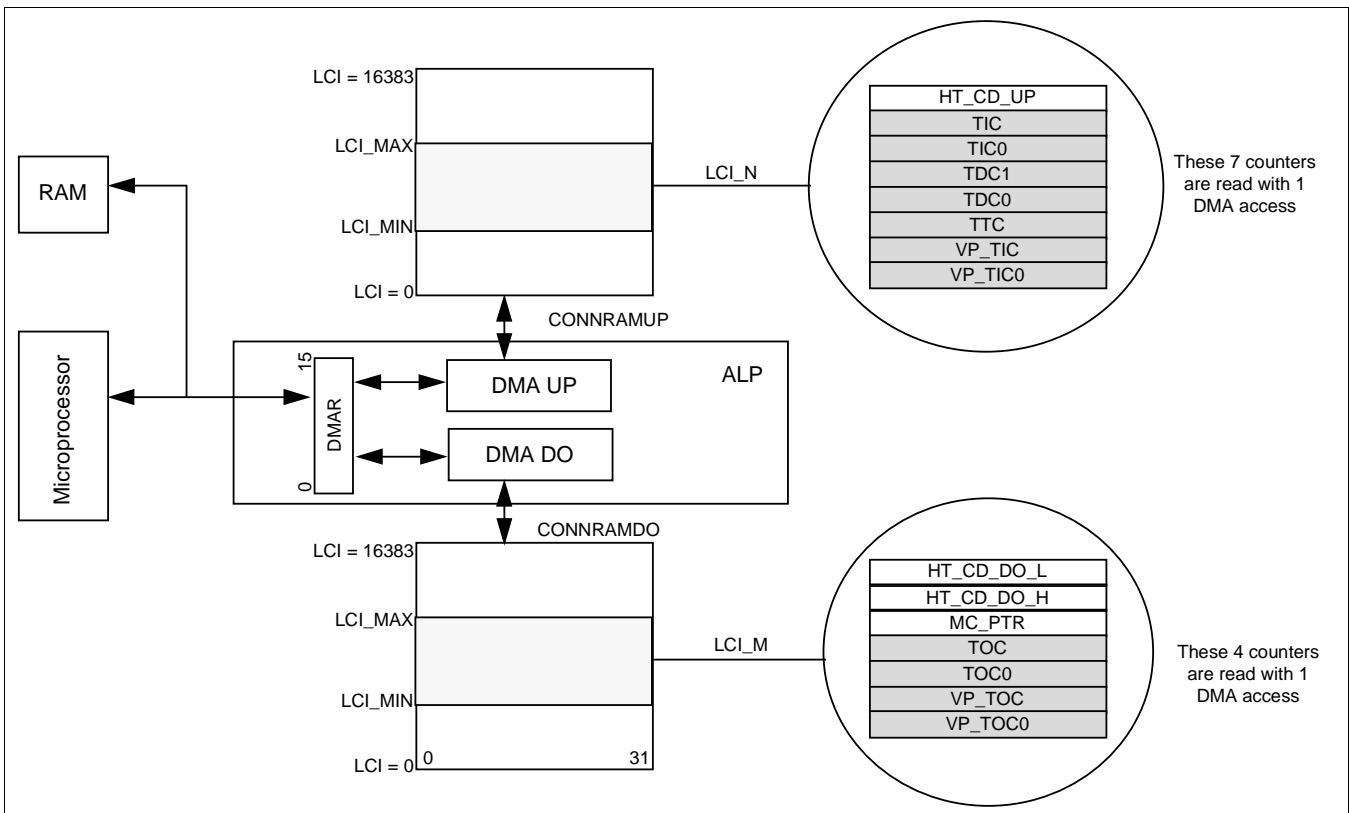 LCI = 16383
LCI_MAX
LCI_MIN
LCI = 0
LCI_N
HT_CD_UP
TIC
TIC0
TDC1
TDC0
TTC
VP_TIC
VP_TIC0
These 7 counters
are read with 1
DMA access
RAM
Microprocessor
CONNRAMUP
ALP
15
DMAR
0
DMA UP
DMA DO
CONNRAMDO
LCI = 16383
LCI_MAX
LCI_MIN
LCI = 0
0
31
LCI_M
HT_CD_DO_L
HT_CD_DO_H
MC_PTR
TOC
TOC0
VP_TOC
VP_TOC0
These 4 counters
are read with 1
DMA access